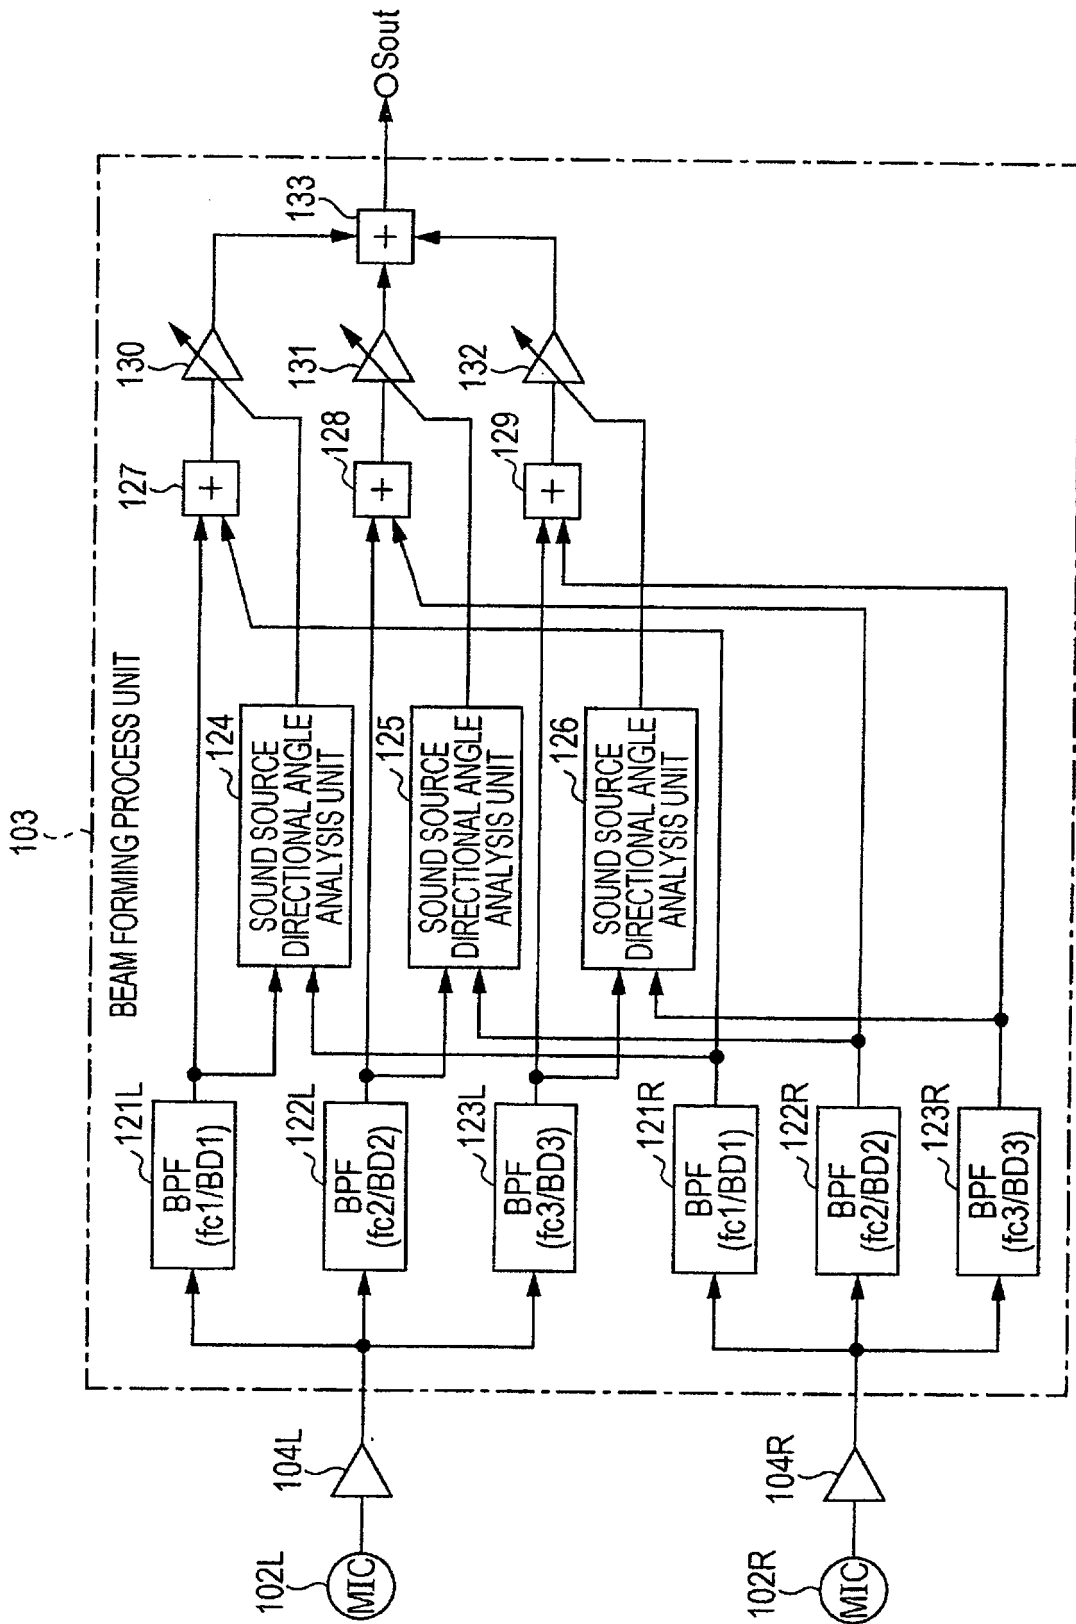 103
BEAM FORMING PROCESS UNIT
102L
MIC
104L
121L
BPF
(fc1/BD1)
122L
BPF
(fc2/BD2)
123L
BPF
(fc3/BD3)
124
SOUND SOURCE
DIRECTIONAL ANGLE
ANALYSIS UNIT
125
SOUND SOURCE
DIRECTIONAL ANGLE
ANALYSIS UNIT
126
SOUND SOURCE
DIRECTIONAL ANGLE
ANALYSIS UNIT
127
+
128
+
129
+
130
131
132
133
+
Sout
102R
MIC
104R
121R
BPF
(fc1/BD1)
122R
BPF
(fc2/BD2)
123R
BPF
(fc3/BD3)